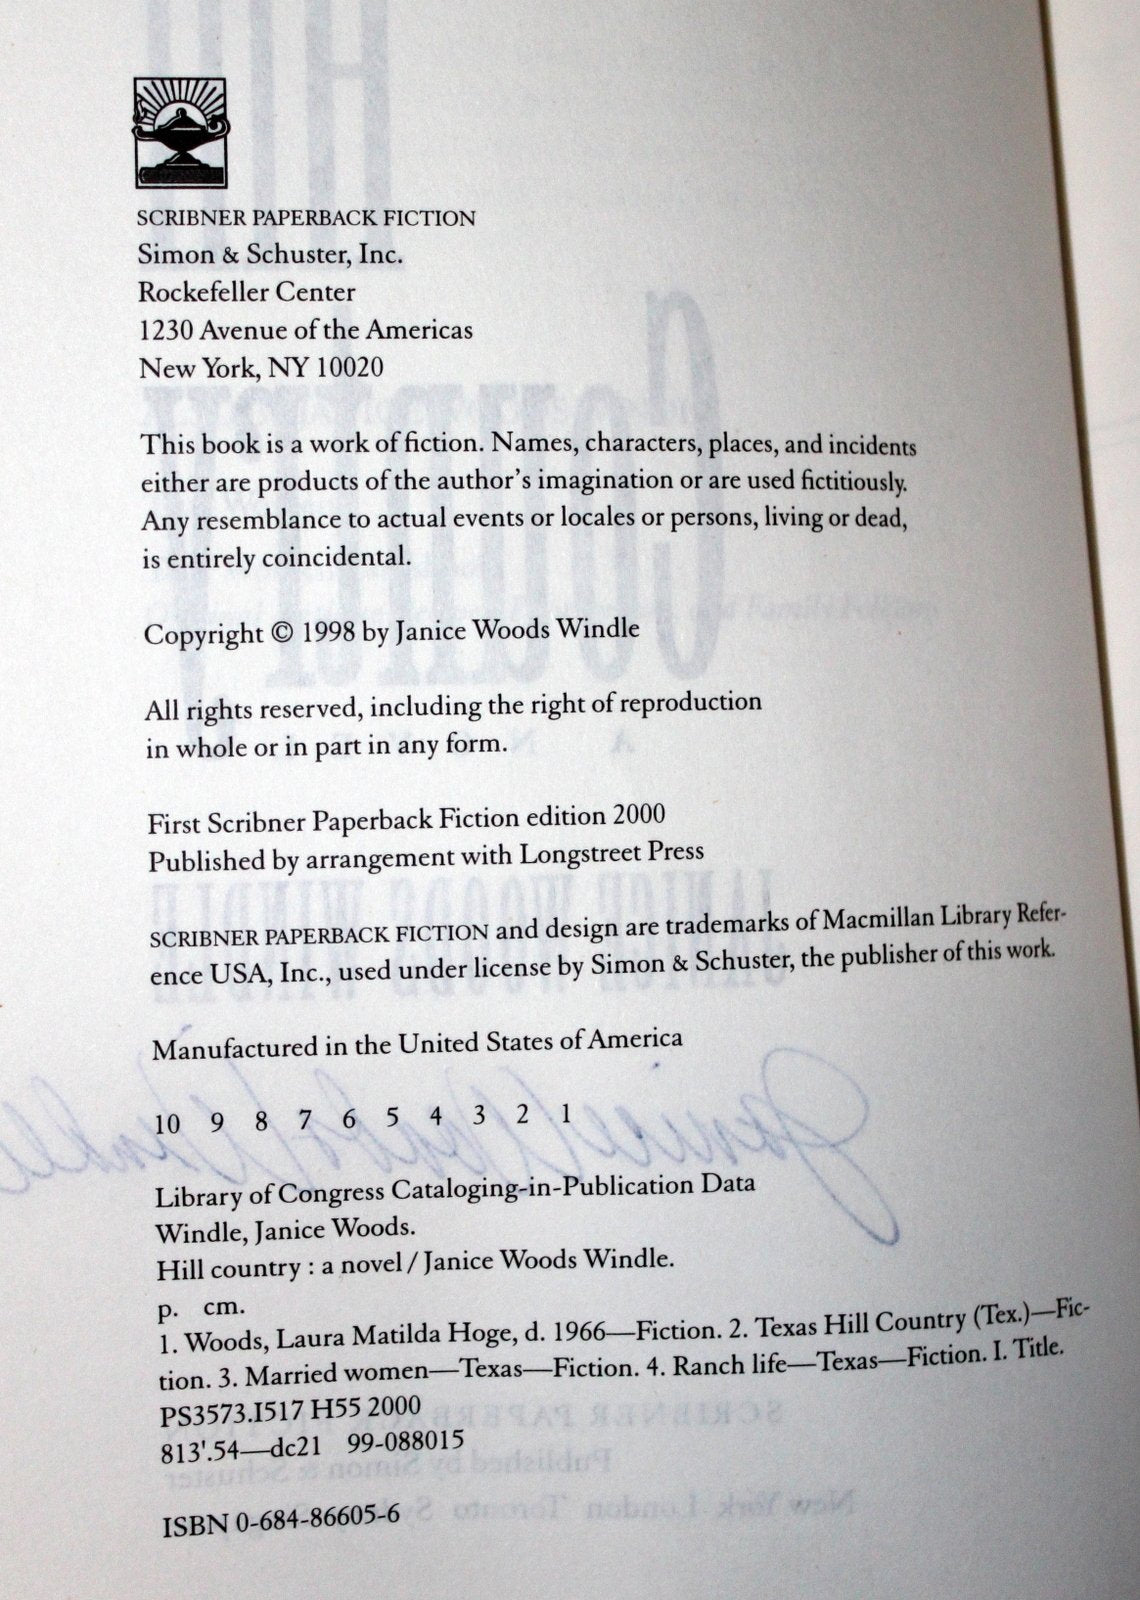 SCRIBNER PAPERBACK FICTION
Simon & Schuster, Inc.
Rockefeller Center
1230 Avenue of the Americas
New York, NY 10020
This book is a work of fiction. Names, characters, places, and incidents
either are products of the author's imagination or are used fictitiously.
Any resemblance to actual events or locales or persons, living or dead,
is entirely coincidental.
Copyright © 1998 by Janice Woods Windle
All rights reserved, including the right of reproduction
in whole or in part in any form.
First Scribner Paperback Fiction edition 2000
Published by arrangement with Longstreet Press
SCRIBNER PAPERBACK FICTION and design are trademarks of Macmillan Library Refer-
ence USA, Inc., used under license by Simon & Schuster, the publisher of this work.
Manufactured in the United States of America
10 9 8 7 6 5 4 3 2 1
Library of Congress Cataloging-in-Publication Data
Windle, Janice Woods.
Hill country : a novel / Janice Woods Windle.
p. cm.
1. Woods, Laura Matilda Hoge, d. 1966—Fiction. 2. Texas Hill Country (Tex.)—Fic-
tion. 3. Married women—Texas—Fiction. 4. Ranch life—Texas—Fiction. I. Title.
PS3573.I517 H55 2000
813'.54—dc21 99-088015
ISBN 0-684-86605-6